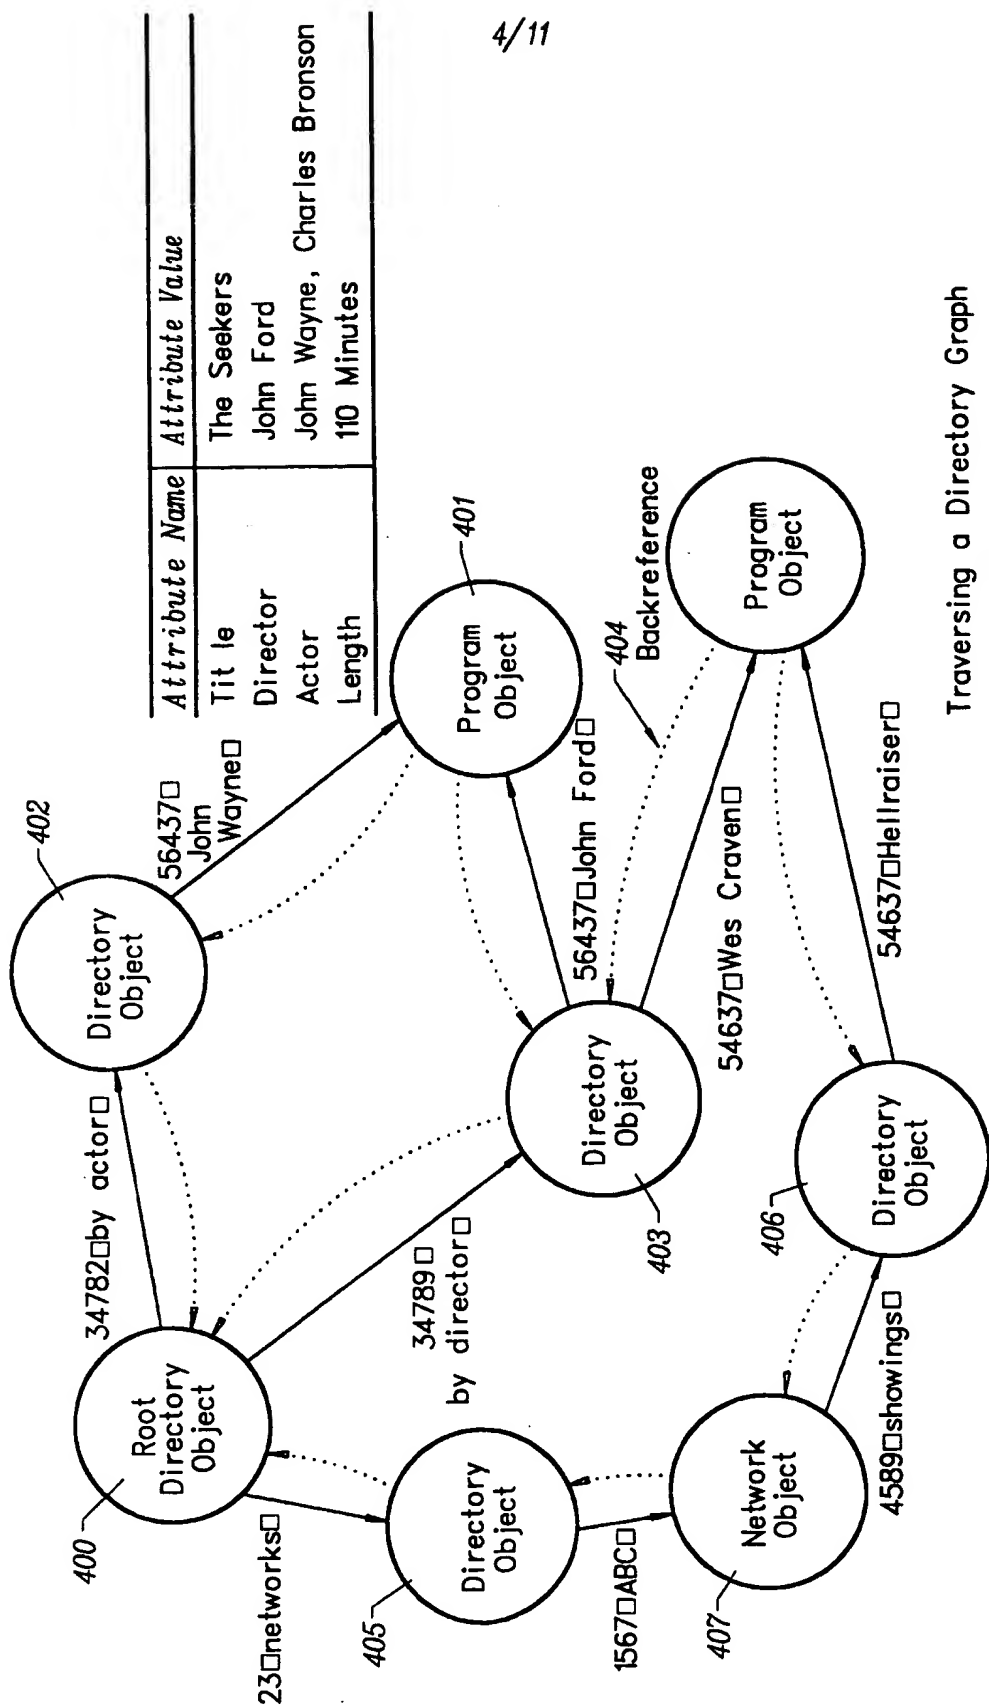 4/11
Attribute Name Attribute Value
Tit le The Seekers
Director John Ford
Actor John Wayne, Charles Bronson
Length 110 Minutes
402
Directory
Object
56437□
John
Wayne□
401
Program
Object
34782□by actor□
400
Root
Directory
Object
34789□
by director□
403
Directory
Object
56437□John Ford□
404
Backreference
Program
Object
54637□Wes Craven□
23□networks□
405
Directory
Object
1567□ABC□
407
Network
Object
4589□showings□
406
Directory
Object
54637□Hellraiser□
Traversing a Directory Graph